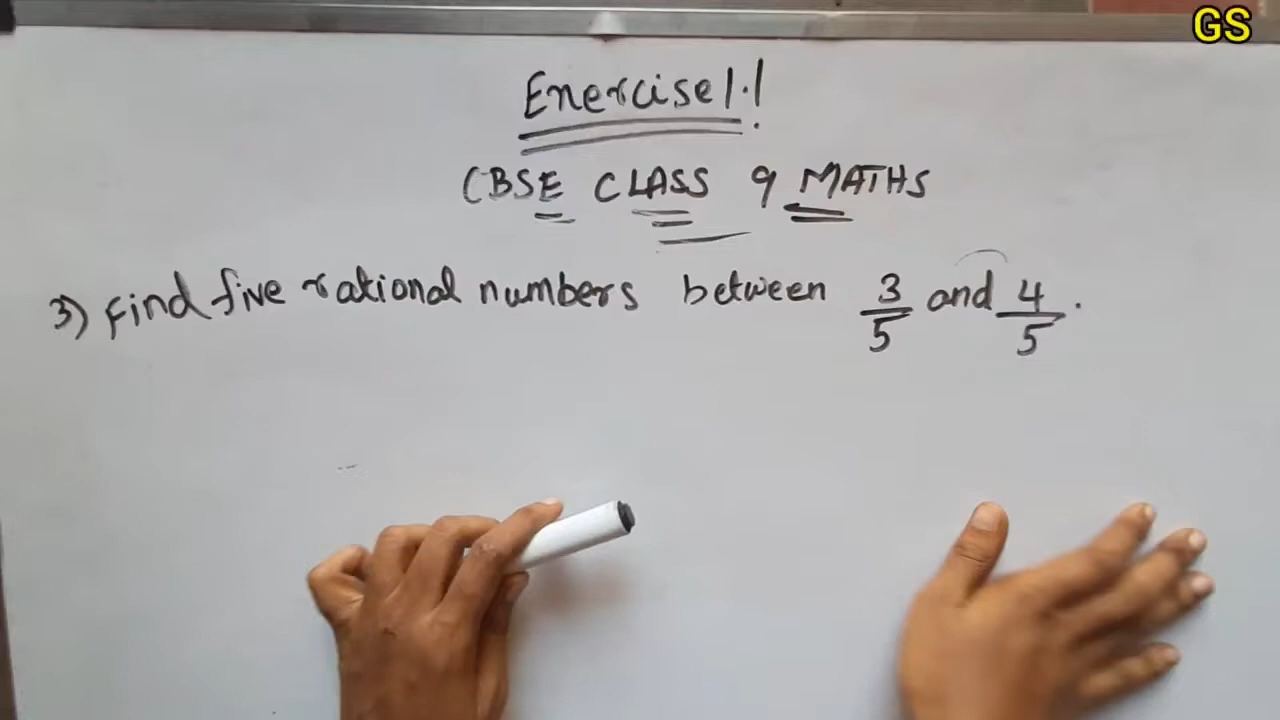 GS
Exercise 1.1
CBSE CLASS 9 MATHS
3) Find five rational numbers between 3/5 and 4/5.